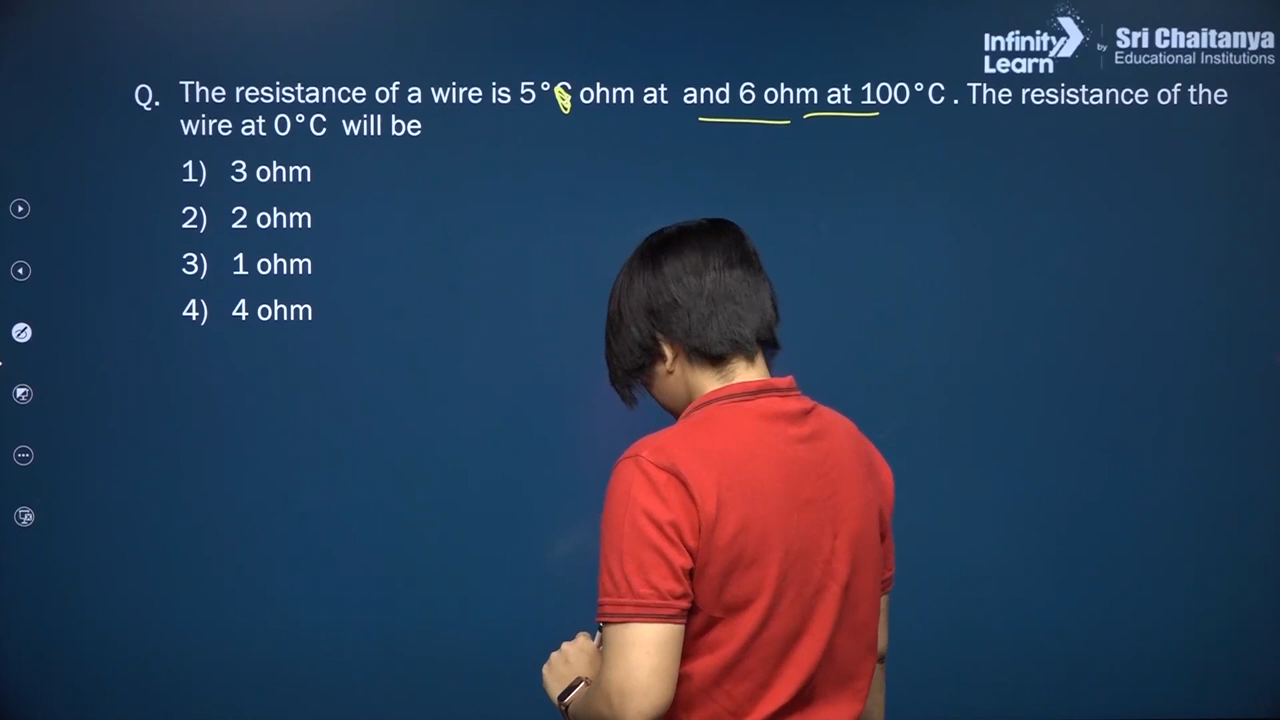 Infinity Learn by Sri Chaitanya Educational Institutions
Q. The resistance of a wire is 5°C ohm at and 6 ohm at 100°C. The resistance of the
wire at 0°C will be
1) 3 ohm
2) 2 ohm
3) 1 ohm
4) 4 ohm